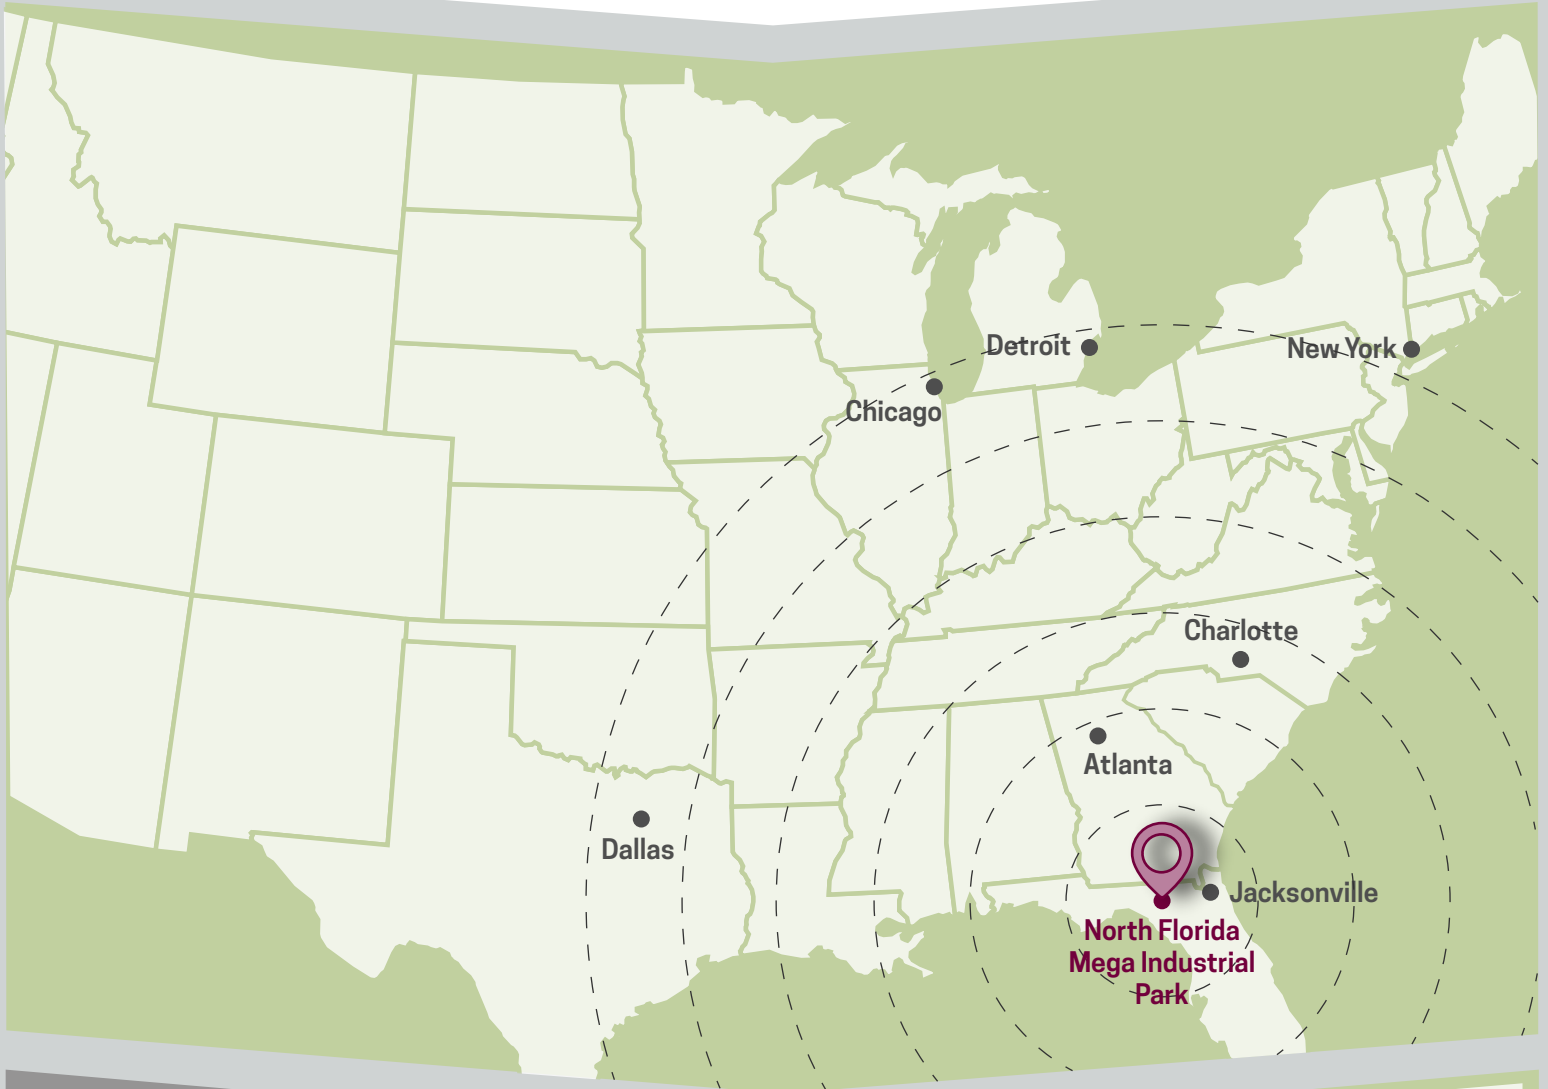 Detroit
New York
Chicago
Charlotte
Atlanta
Dallas
Jacksonville
North Florida
Mega Industrial
Park